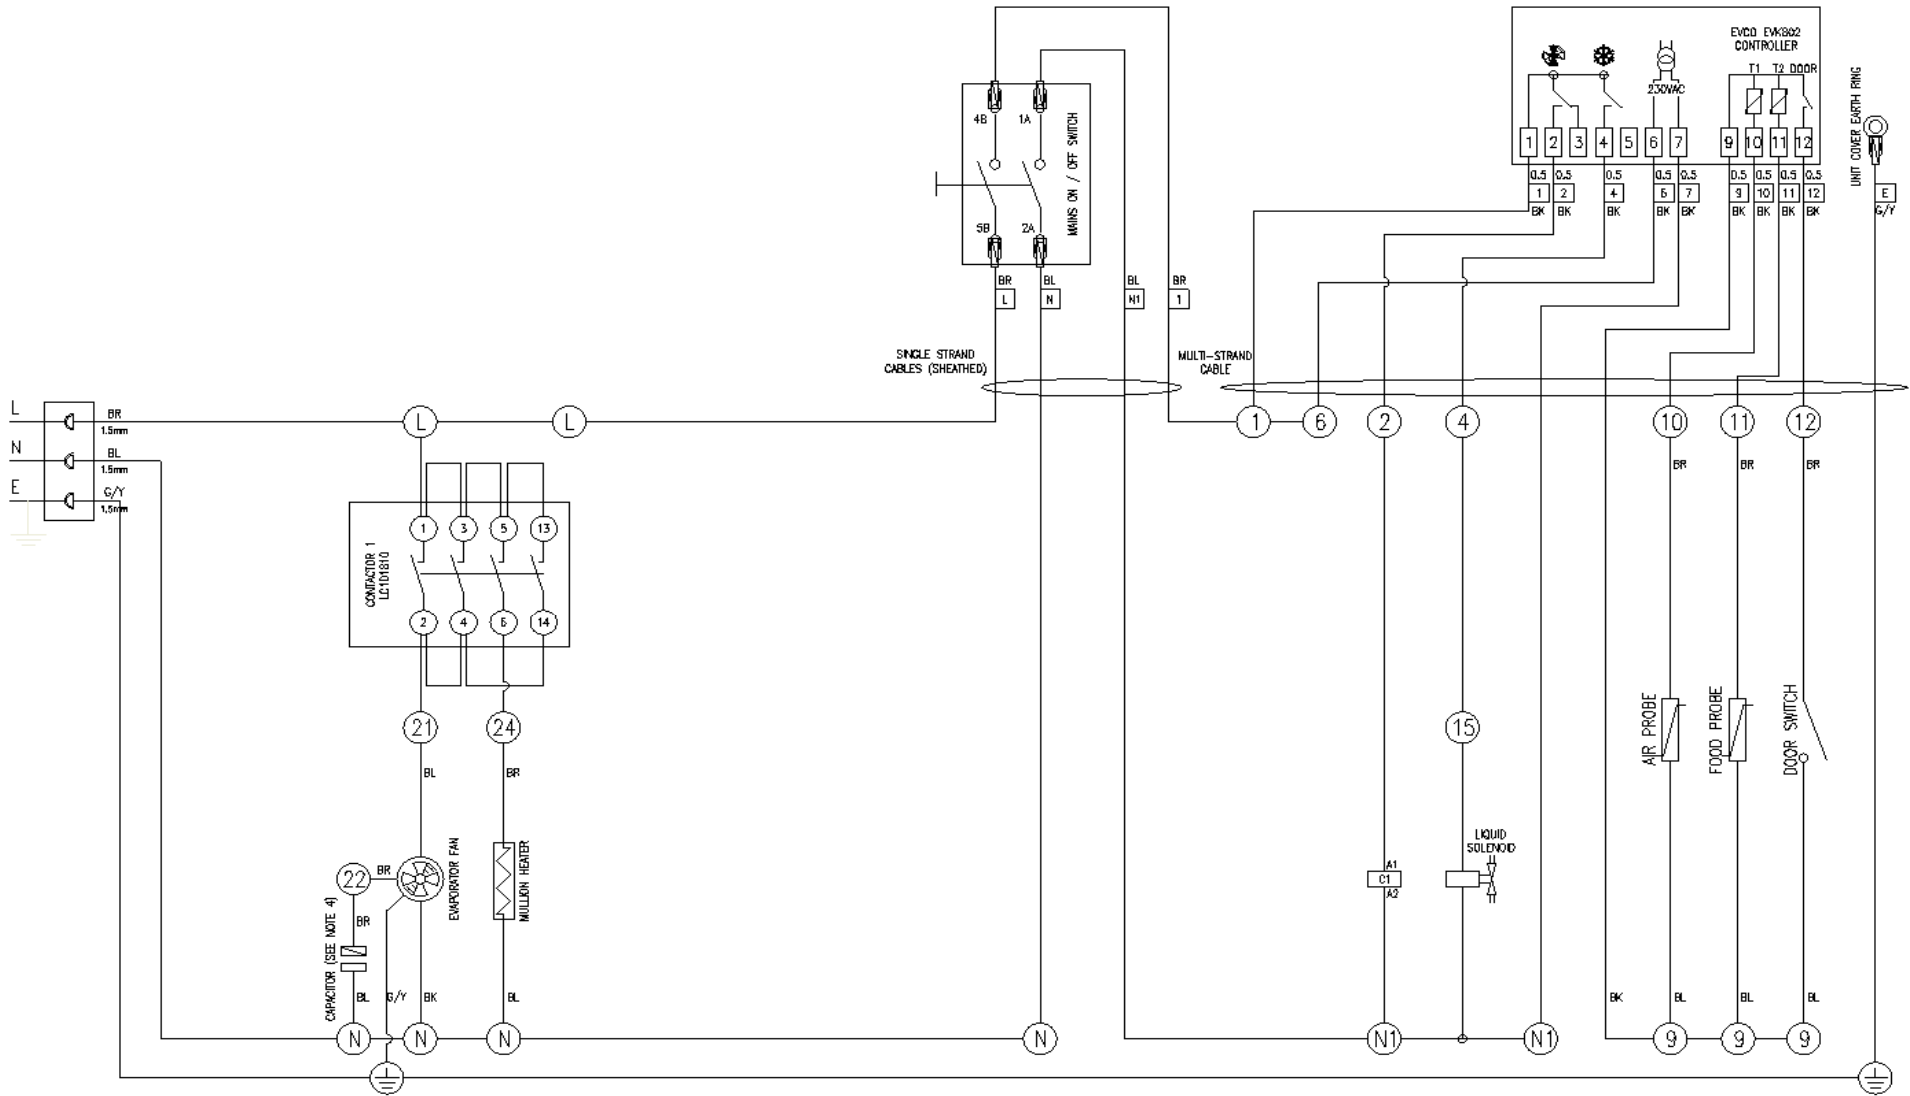 EVCO EVK802
CONTROLLER
T1 T2 DOOR
230VAC
1 2 3 4 5 6 7 9 10 11 12
0.5 0.5 0.5 0.5 0.5 0.5 0.5 0.5 0.5
1 2 4 6 7 9 10 11 12
BK BK BK BK BK BK BK BK BK
UNIT COVER EARTH RING
E
G/Y
4B 1A
5B 2A
MAINS ON / OFF SWITCH
BR BL BL BR
L N N1 1
SINGLE STRAND
CABLES (SHEATHED)
MULTI-STRAND
CABLE
L
BR
1.5mm
N
BL
1.5mm
E
G/Y
1.5mm
L L 1 6 2 4 10 11 12
BR BR BR
CONTACTOR 1
LC1D1810
1 3 5 13
2 4 6 14
21 24 15
BL BR
AIR PROBE
FOOD PROBE
DOOR SWITCH
LIQUID
SOLENOID
A1
C1
A2
22
BR
EVAPORATOR FAN
MULLION HEATER
BR
CAPACITOR (SEE NOTE 4)
BL G/Y BK BL BK BL BL BL
N N N N N1 N1 9 9 9